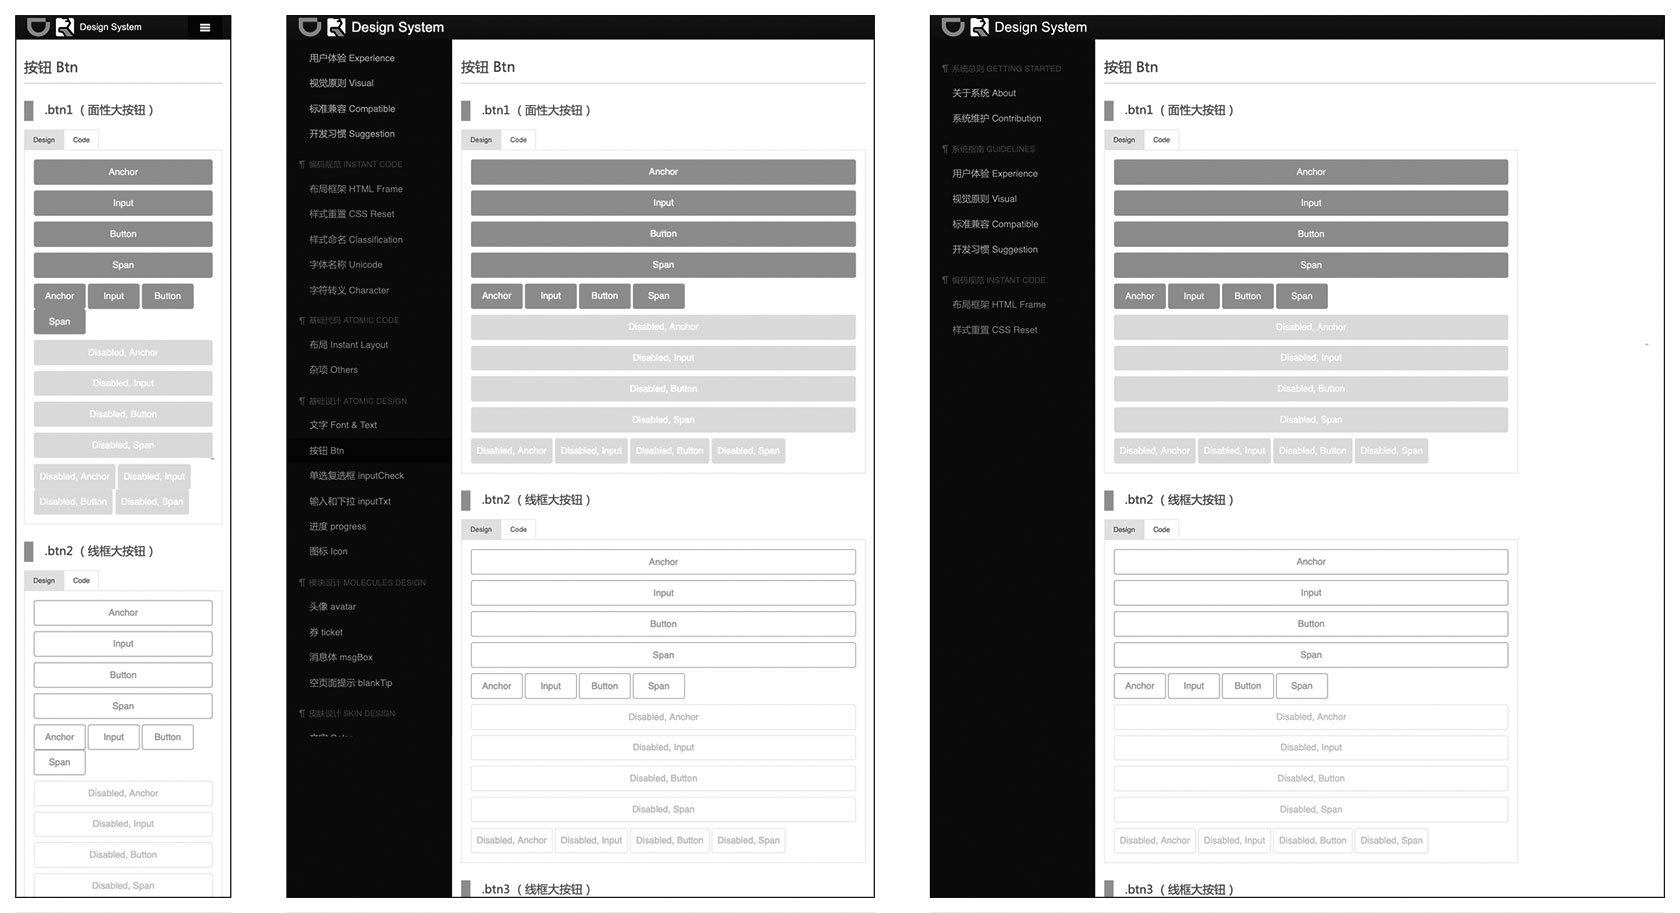 Design System
按钮 Btn
.btn1（面性大按钮）
Design Code
Anchor
Input
Button
Span
Anchor Input Button
Span
Disabled, Anchor
Disabled, Input
Disabled, Button
Disabled, Span
Disabled, Anchor Disabled, Input
Disabled, Button Disabled, Span
.btn2（线框大按钮）
Design Code
Anchor
Input
Button
Span
Anchor Input Button
Span
Disabled, Anchor
Disabled, Input
Disabled, Button
Disabled, Span
Design System
用户体验 Experience
视觉原则 Visual
标准兼容 Compatible
开发习惯 Suggestion
¶ 编码规范 INSTANT CODE
布局框架 HTML Frame
样式重置 CSS Reset
样式命名 Classification
字体名称 Unicode
字符转义 Character
¶ 基础代码 ATOMIC CODE
布局 Instant Layout
杂项 Others
¶ 基础设计 ATOMIC DESIGN
文字 Font & Text
按钮 Btn
单选复选框 inputCheck
输入和下拉 inputTxt
进度 progress
图标 Icon
¶ 模块设计 MOLECULES DESIGN
头像 avatar
券 ticket
消息体 msgBox
空页面提示 blankTip
¶ 皮肤设计 SKIN DESIGN
按钮 Btn
.btn1（面性大按钮）
Design Code
Anchor
Input
Button
Span
Anchor Input Button Span
Disabled, Anchor
Disabled, Input
Disabled, Button
Disabled, Span
Disabled, Anchor Disabled, Input Disabled, Button Disabled, Span
.btn2（线框大按钮）
Design Code
Anchor
Input
Button
Span
Anchor Input Button Span
Disabled, Anchor
Disabled, Input
Disabled, Button
Disabled, Span
Disabled, Anchor Disabled, Input Disabled, Button Disabled, Span
.btn3（线框大按钮）
Design System
¶ 系统总则 GETTING STARTED
关于系统 About
系统维护 Contribution
¶ 系统指南 GUIDELINES
用户体验 Experience
视觉原则 Visual
标准兼容 Compatible
开发习惯 Suggestion
¶ 编码规范 INSTANT CODE
布局框架 HTML Frame
样式重置 CSS Reset
按钮 Btn
.btn1（面性大按钮）
Design Code
Anchor
Input
Button
Span
Anchor Input Button Span
Disabled, Anchor
Disabled, Input
Disabled, Button
Disabled, Span
Disabled, Anchor Disabled, Input Disabled, Button Disabled, Span
.btn2（线框大按钮）
Design Code
Anchor
Input
Button
Span
Anchor Input Button Span
Disabled, Anchor
Disabled, Input
Disabled, Button
Disabled, Span
Disabled, Anchor Disabled, Input Disabled, Button Disabled, Span
.btn3（线框大按钮）